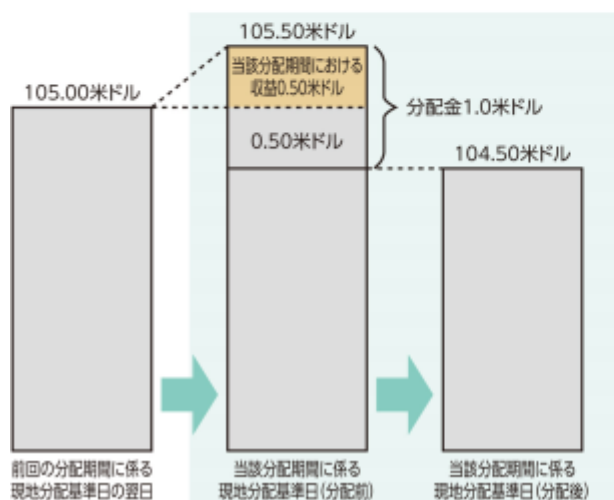 105.50米ドル
当該分配期間における
収益0.50米ドル
105.00米ドル
分配金1.0米ドル
0.50米ドル
104.50米ドル
前回の分配期間に係る
現地分配基準日の翌日
当該分配期間に係る
現地分配基準日(分配前)
当該分配期間に係る
現地分配基準日(分配後)